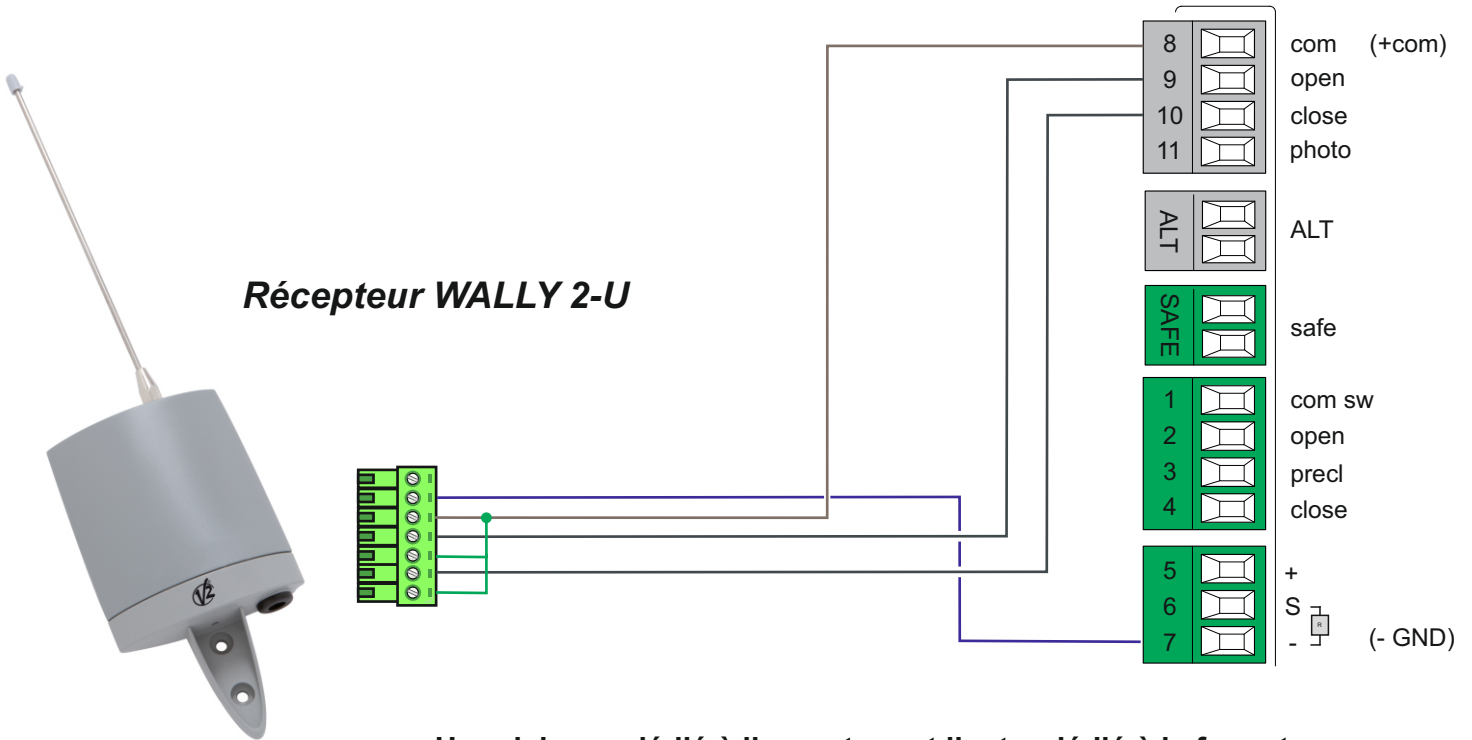 8 com (+com)
9 open
10 close
11 photo
ALT ALT
Récepteur WALLY 2-U
SAFE safe
1 com sw
2 open
3 precl
4 close
5 +
6 S
R
7 - (- GND)
V2